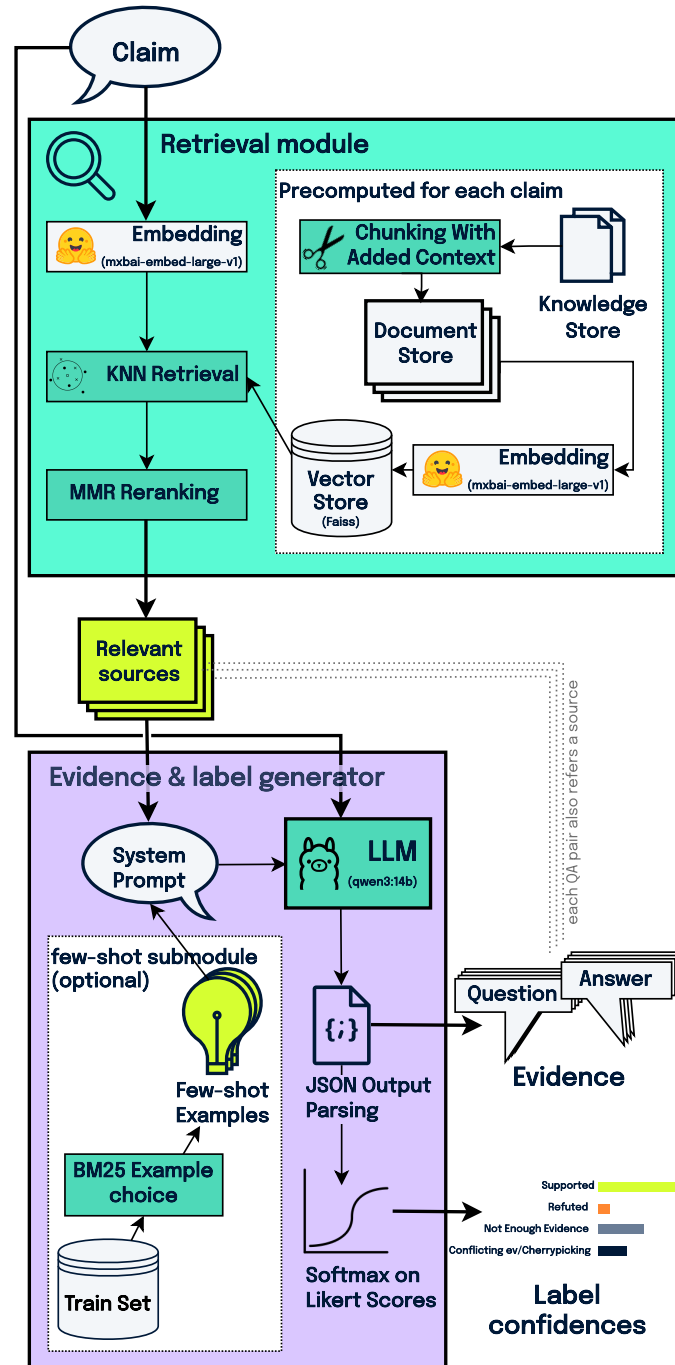 Claim
Retrieval module
Precomputed for each claim
Embedding
(mxbai-embed-large-v1)
Chunking With
Added Context
Knowledge
Store
Document
Store
KNN Retrieval
Embedding
(mxbai-embed-large-v1)
Vector
Store
(Faiss)
MMR Reranking
Relevant
sources
each QA pair also refers a source
Evidence & label generator
System
Prompt
LLM
(qwen3:14b)
few-shot submodule
(optional)
Question
Answer
Evidence
{;}
JSON Output
Parsing
Few-shot
Examples
BM25 Example
choice
Train Set
Softmax on
Likert Scores
Supported
Refuted
Not Enough Evidence
Conflicting ev/Cherrypicking
Label
confidences